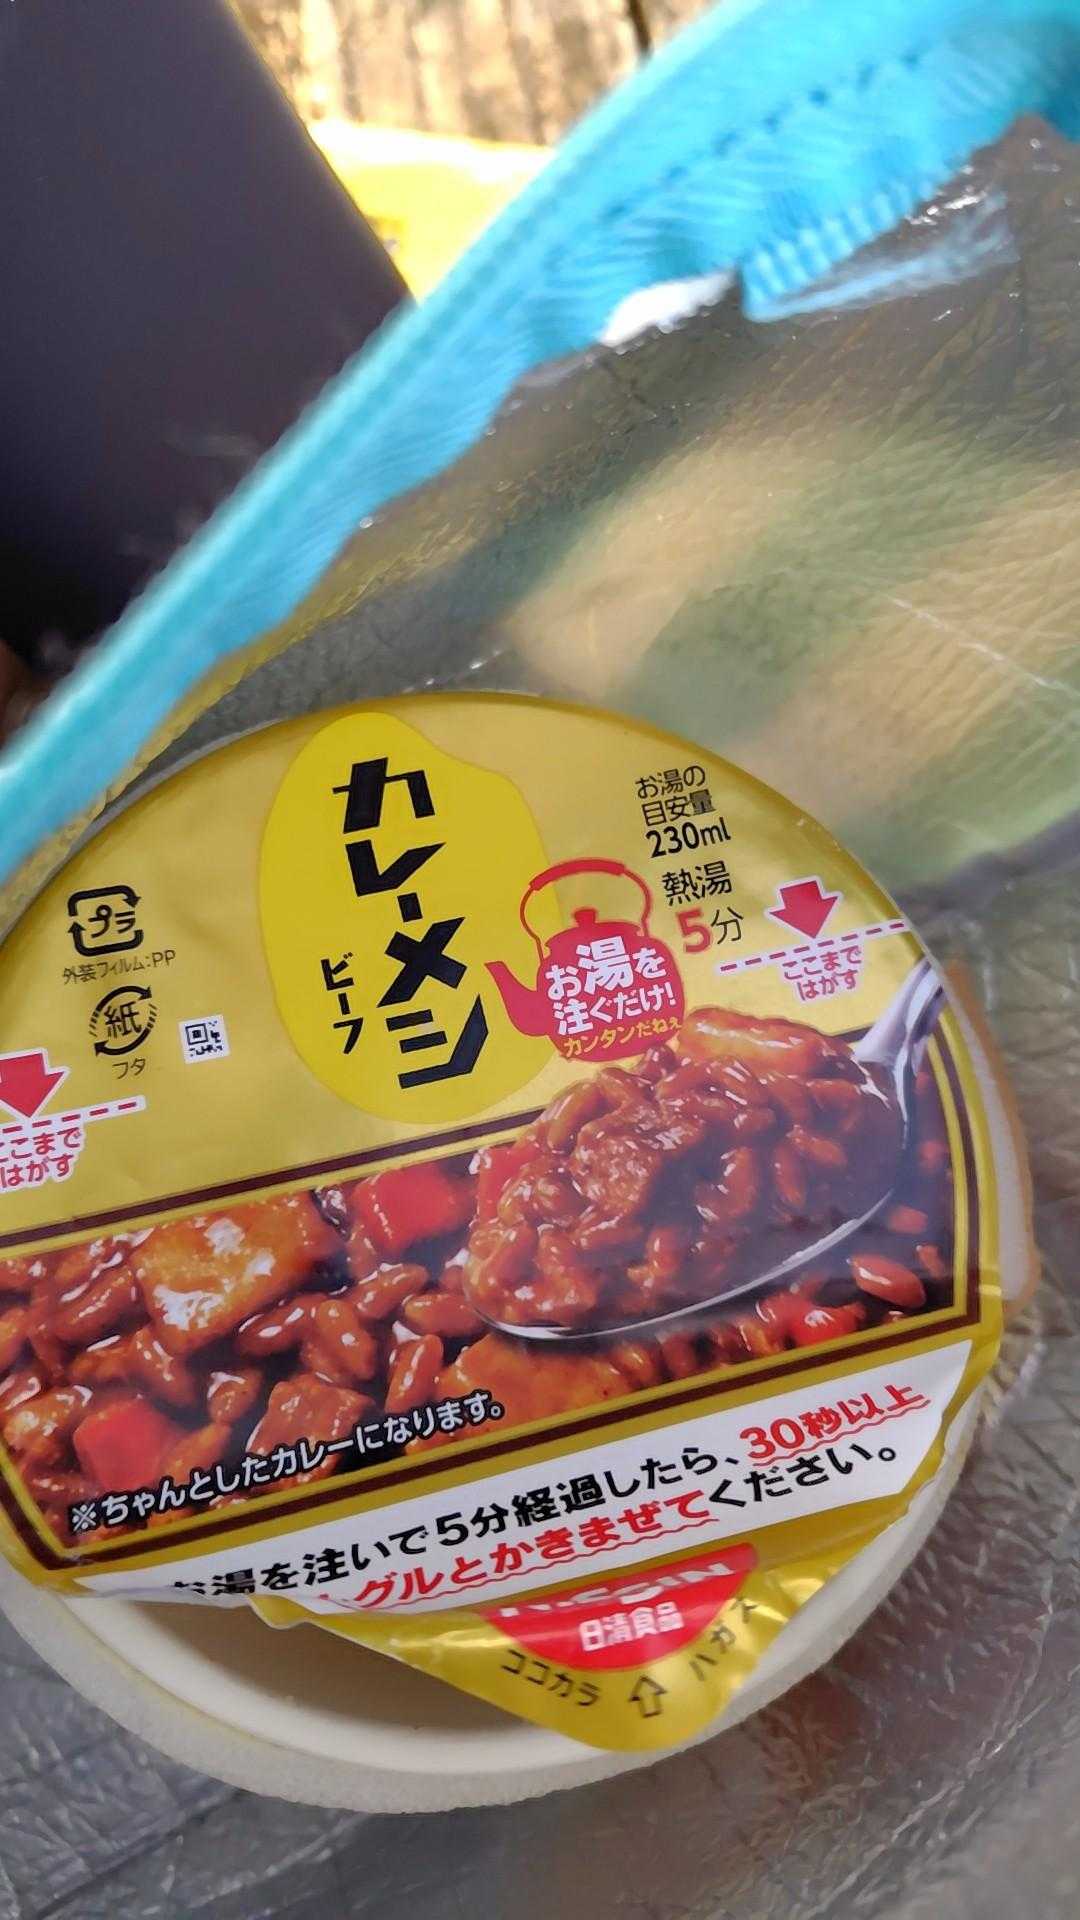 カレーメシ
ビーフ
お湯の
目安量
230ml
熱湯
5分
お湯を
注ぐだけ!
カンタンだねぇ
ここまで
はがす
プラ
外装フィルム:PP
紙
フタ
ここまで
はがす
※ちゃんとしたカレーになります。
お湯を注いで5分経過したら、30秒以上
グルとかきまぜてください。
NISSIN
日清食品
ココカラ
ハガス